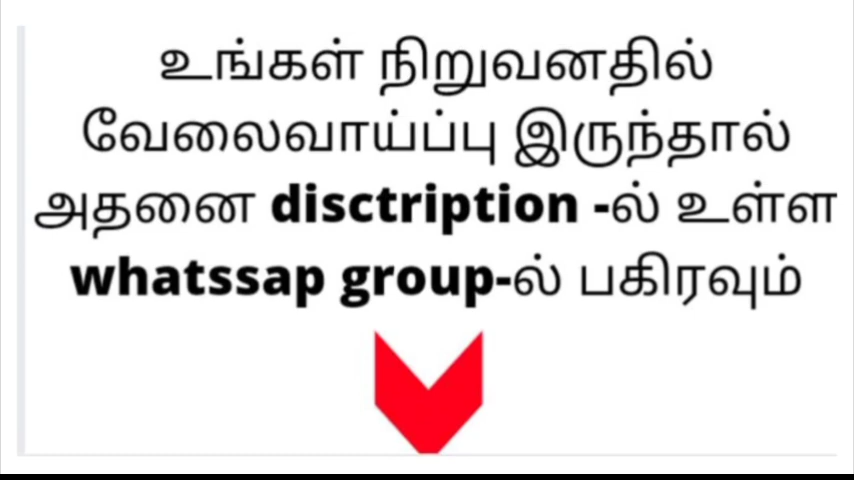 உங்கள் நிறுவனதில்
வேலைவாய்ப்பு இருந்தால்
அதனை disctription -ல் உள்ள
whatssap group-ல் பகிரவும்